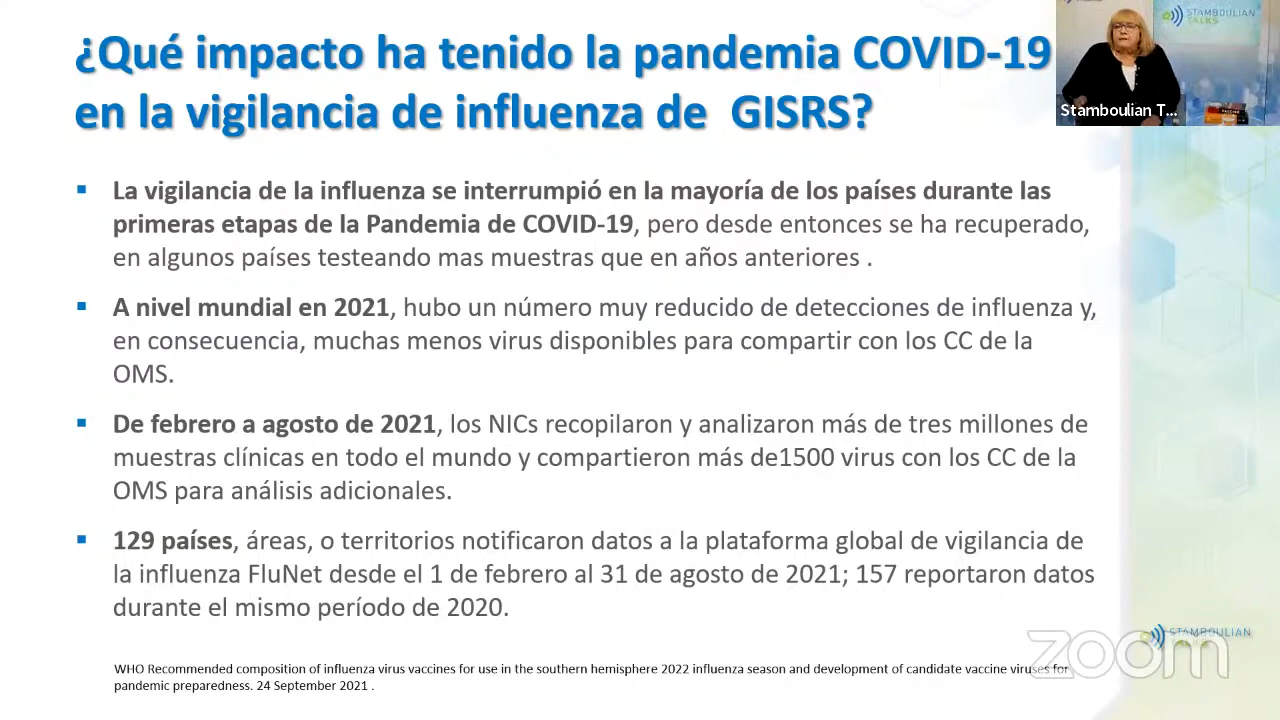 ¿Qué impacto ha tenido la pandemia COVID-19
en la vigilancia de influenza de GISRS?
STAMBOULIAN
TALKS
Stamboulian T...
▪ La vigilancia de la influenza se interrumpió en la mayoría de los países durante las
primeras etapas de la Pandemia de COVID-19, pero desde entonces se ha recuperado,
en algunos países testeando mas muestras que en años anteriores .
▪ A nivel mundial en 2021, hubo un número muy reducido de detecciones de influenza y,
en consecuencia, muchas menos virus disponibles para compartir con los CC de la
OMS.
▪ De febrero a agosto de 2021, los NICs recopilaron y analizaron más de tres millones de
muestras clínicas en todo el mundo y compartieron más de1500 virus con los CC de la
OMS para análisis adicionales.
▪ 129 países, áreas, o territorios notificaron datos a la plataforma global de vigilancia de
la influenza FluNet desde el 1 de febrero al 31 de agosto de 2021; 157 reportaron datos
durante el mismo período de 2020.
STAMBOULIAN
zoom
WHO Recommended composition of influenza virus vaccines for use in the southern hemisphere 2022 influenza season and development of candidate vaccine viruses for
pandemic preparedness. 24 September 2021 .